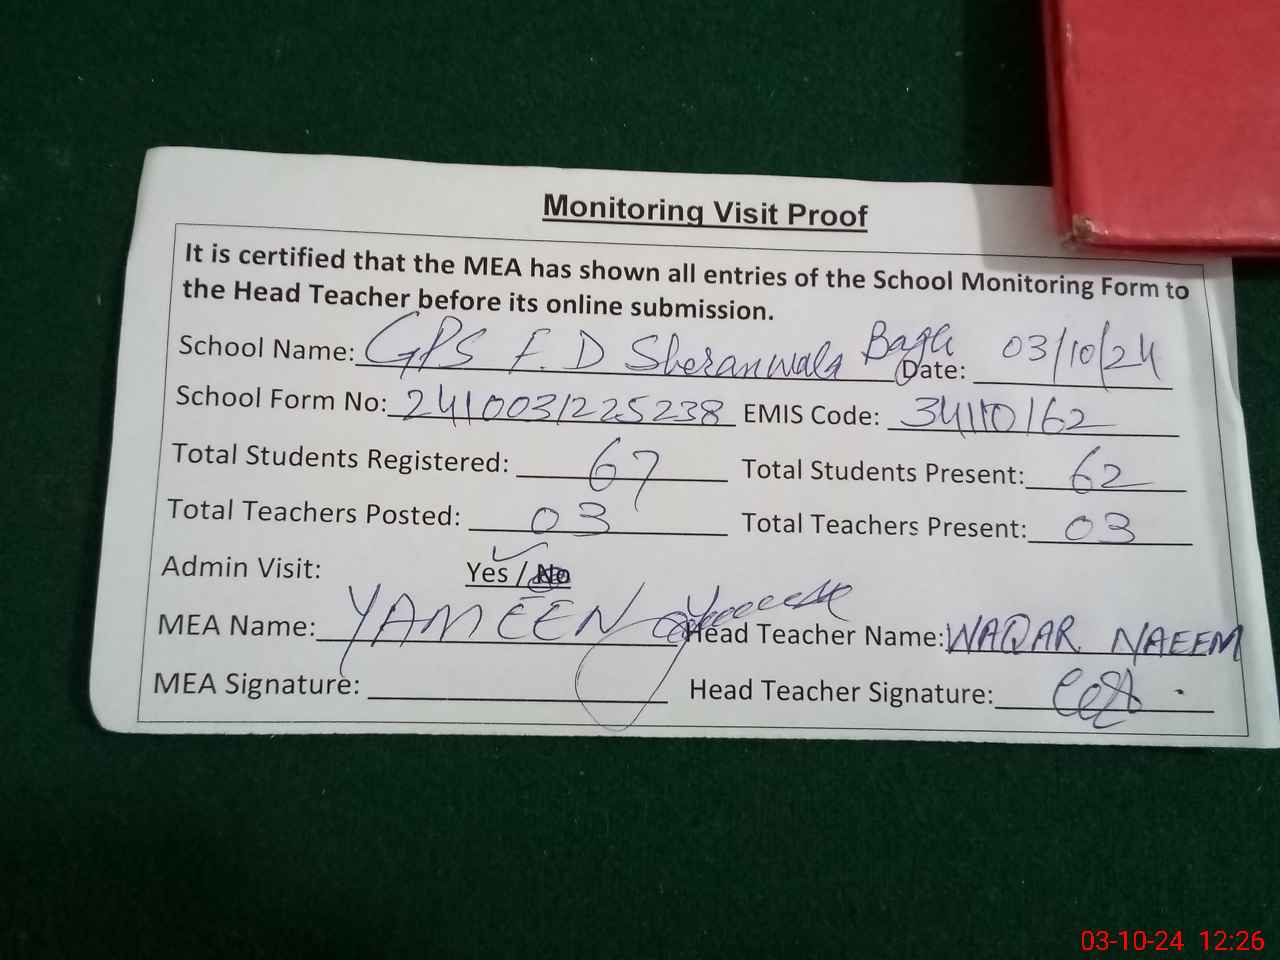 Monitoring Visit Proof
It is certified that the MEA has shown all entries of the School Monitoring Form to
the Head Teacher before its online submission.
School Name: GPS F.D Sheranwala Bagh Date: 03/10/24
School Form No: 2410031225238 EMIS Code: 34110162
Total Students Registered: 67 Total Students Present: 62
Total Teachers Posted: 03 Total Teachers Present: 03
Admin Visit: Yes / No
MEA Name: YAMEEN Head Teacher Name: WAQAR NAEEM
MEA Signature: Head Teacher Signature:
03-10-24 12:26